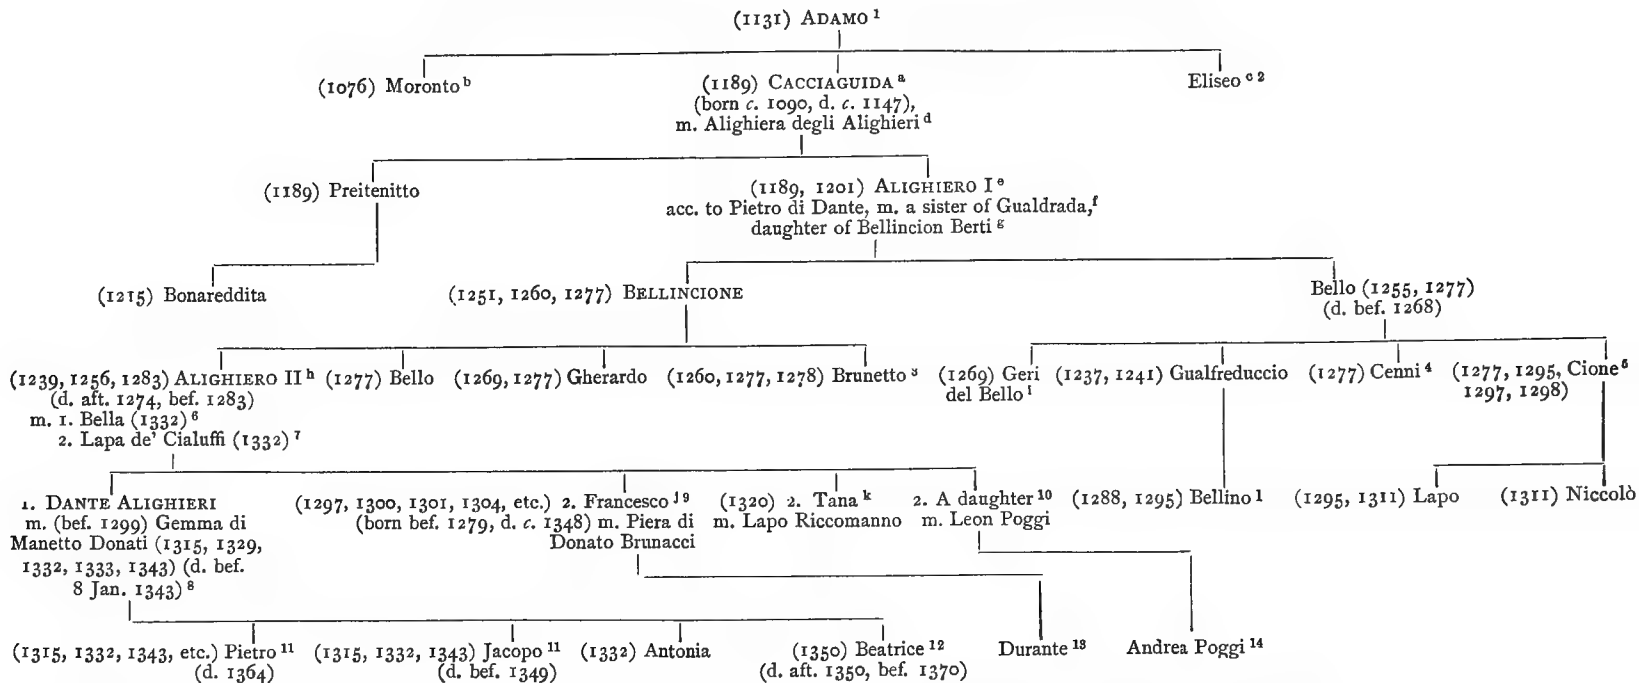 (1131) ADAMO ¹
(1076) Moronto ᵇ
(1189) CACCIAGUIDA ᵃ
(born c. 1090, d. c. 1147),
m. Alighiera degli Alighieri ᵈ
Eliseo ᶜ ²
(1189) Preitenitto
(1189, 1201) ALIGHIERO I ᵉ
acc. to Pietro di Dante, m. a sister of Gualdrada,ᶠ
daughter of Bellincion Berti ᵍ
(1215) Bonareddita
(1251, 1260, 1277) BELLINCIONE
Bello (1255, 1277)
(d. bef. 1268)
(1239, 1256, 1283) ALIGHIERO II ʰ
(d. aft. 1274, bef. 1283)
m. 1. Bella (1332) ⁶
2. Lapa de' Cialuffi (1332) ⁷
(1277) Bello
(1269, 1277) Gherardo
(1260, 1277, 1278) Brunetto ³
(1269) Geri
del Bello ⁱ
(1237, 1241) Gualfreduccio
(1277) Cenni ⁴
(1277, 1295, Cione ⁵
1297, 1298)
1. DANTE ALIGHIERI
m. (bef. 1299) Gemma di
Manetto Donati (1315, 1329,
1332, 1333, 1343) (d. bef.
8 Jan. 1343) ⁸
(1297, 1300, 1301, 1304, etc.) 2. Francesco ʲ ⁹
(born bef. 1279, d. c. 1348) m. Piera di
Donato Brunacci
(1320) 2. Tana ᵏ
m. Lapo Riccomanno
2. A daughter ¹⁰
m. Leon Poggi
(1288, 1295) Bellino ˡ
(1295, 1311) Lapo
(1311) Niccolò
(1315, 1332, 1343, etc.) Pietro ¹¹
(d. 1364)
(1315, 1332, 1343) Jacopo ¹¹
(d. bef. 1349)
(1332) Antonia
(1350) Beatrice ¹²
(d. aft. 1350, bef. 1370)
Durante ¹³
Andrea Poggi ¹⁴